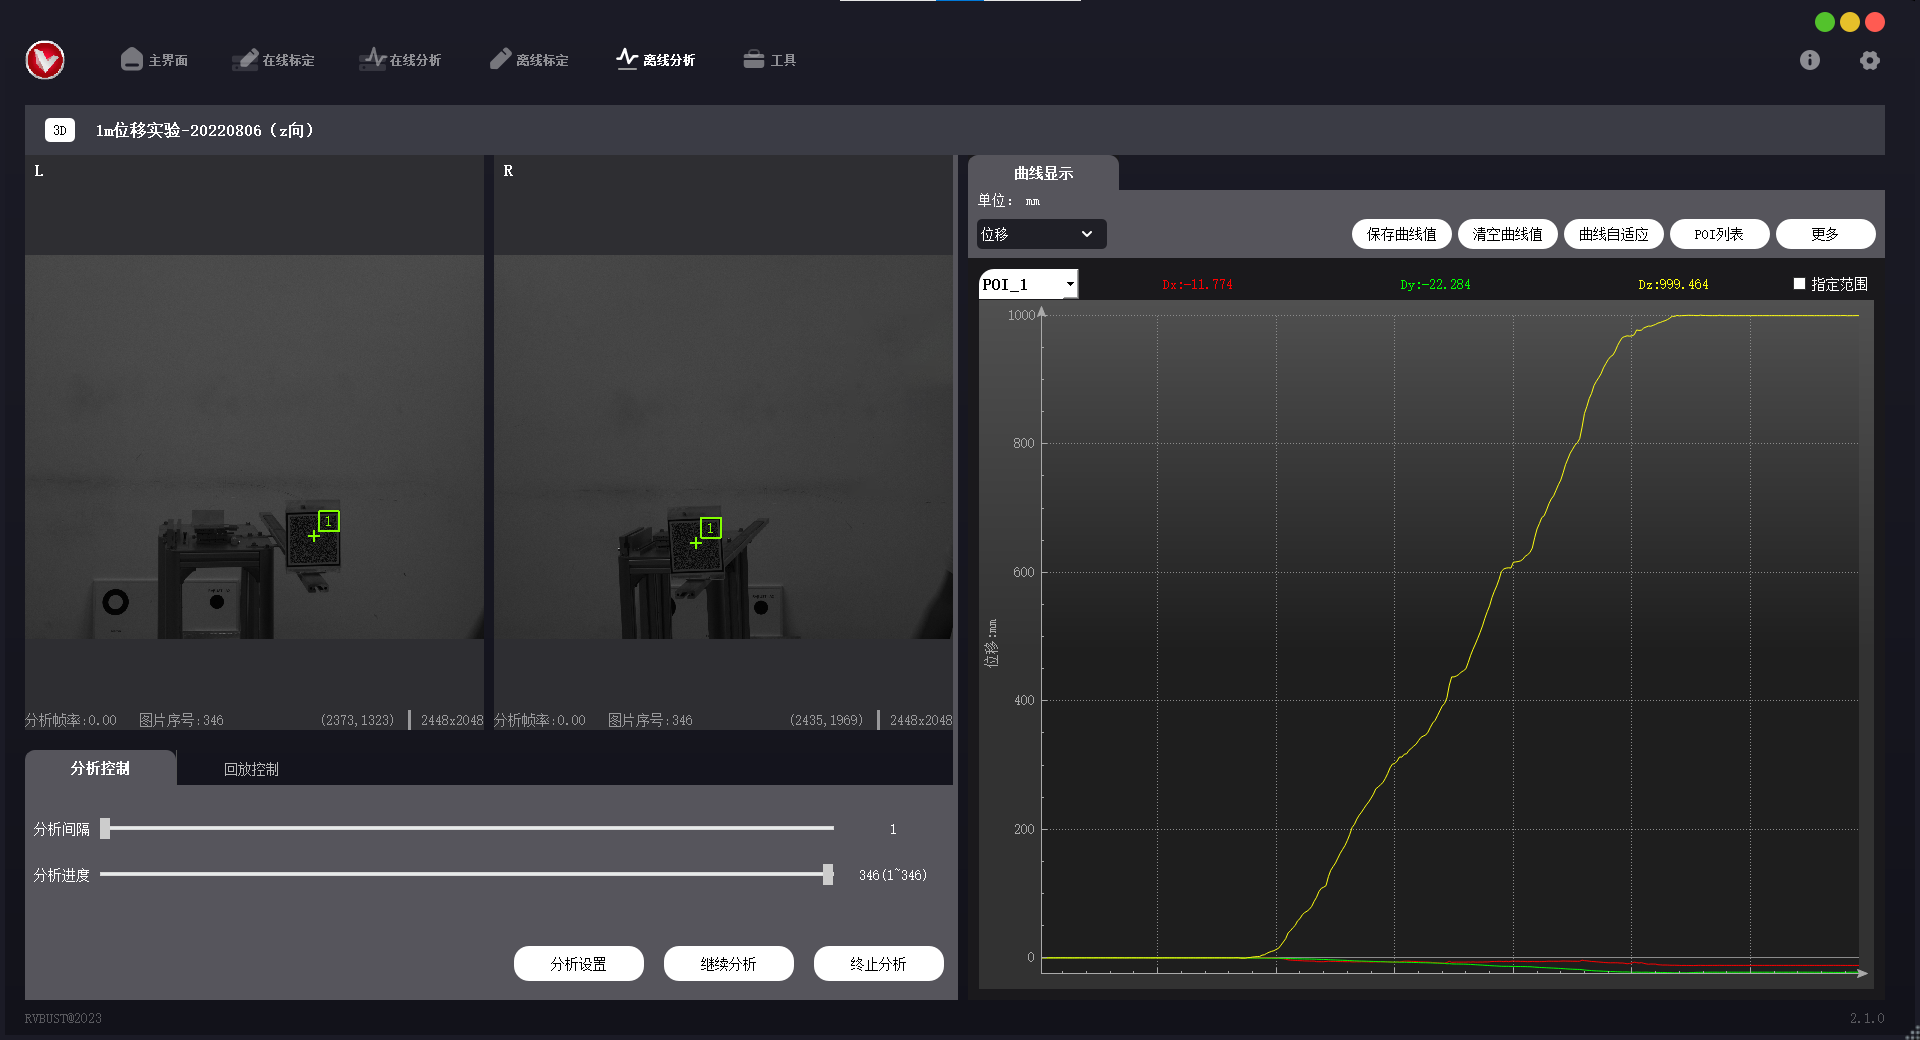 主界面 在线标定 在线分析 离线标定 离线分析 工具
3D 1m位移实验-20220806（z向）
L
R
分析帧率:0.00 图片序号:346 (2373,1323) 2448x2048
分析帧率:0.00 图片序号:346 (2435,1969) 2448x2048
1
1
分析控制 回放控制
分析间隔 1
分析进度 346(1~346)
分析设置 继续分析 终止分析
曲线显示
单位: mm
位移 保存曲线值 清空曲线值 曲线自适应 POI列表 更多
POI_1 Dx:-11.774 Dy:-22.284 Dz:999.464 指定范围
1000
800
600
400
200
0
位移:mm
RVBUST@2023
2.1.0